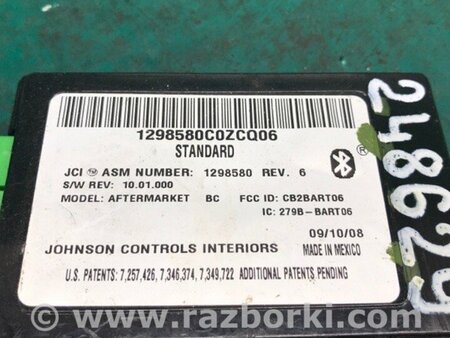 1298580C0ZCQ06
STANDARD
JCI ASM NUMBER: 1298580 REV. 6
S/W REV: 10.01.000
MODEL: AFTERMARKET BC FCC ID: CB2BART06
IC: 279B-BART06
09/10/08
JOHNSON CONTROLS INTERIORS MADE IN MEXICO
U.S. PATENTS: 7,257,426, 7,346,374, 7,349,722 ADDITIONAL PATENTS PENDING
248629
www.razborki.com